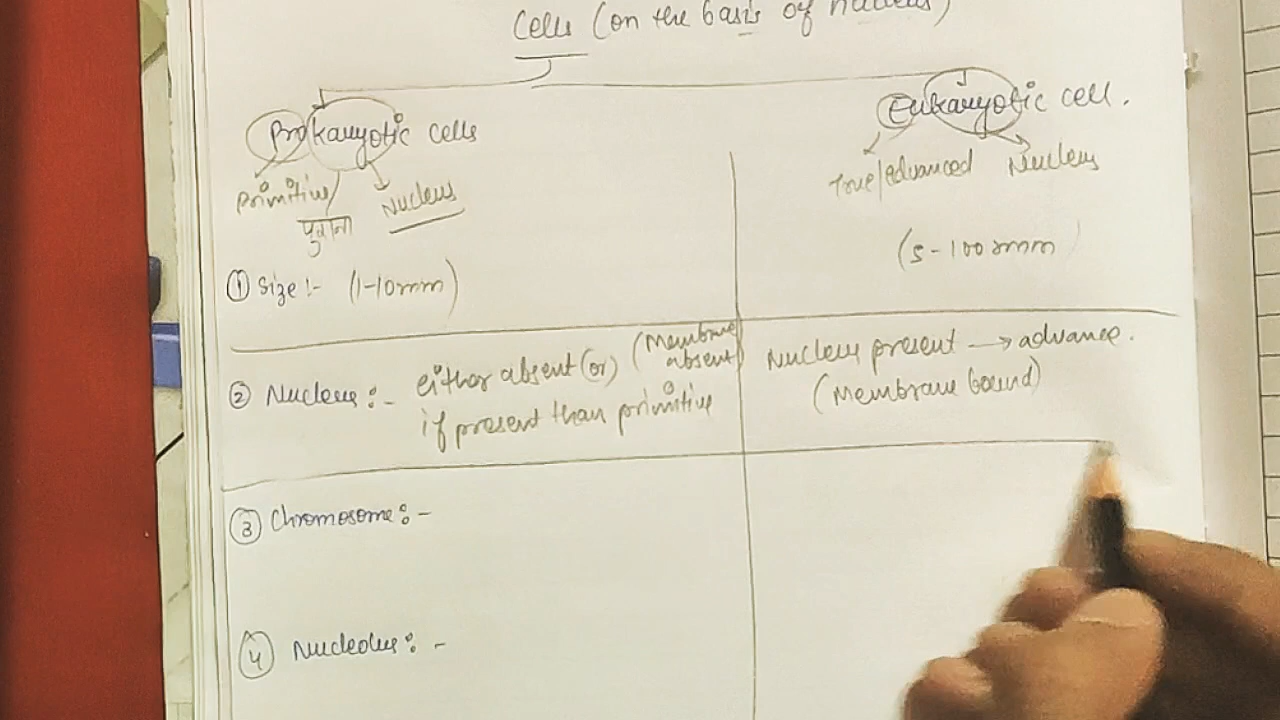 Cells (on the basis of nucleus)
Prokaryotic cells
Eukaryotic cell.
Primitive/
पुराना
Nucleus
True/advanced
Nucleus
① Size :- (1-10mm)
(5-100mm)
② Nucleus :- either absent (or) (Membrane absent)
if present than primitive
Nucleus present → advance.
(Membrane bound)
③ Chromosome :-
④ Nucleolus :-